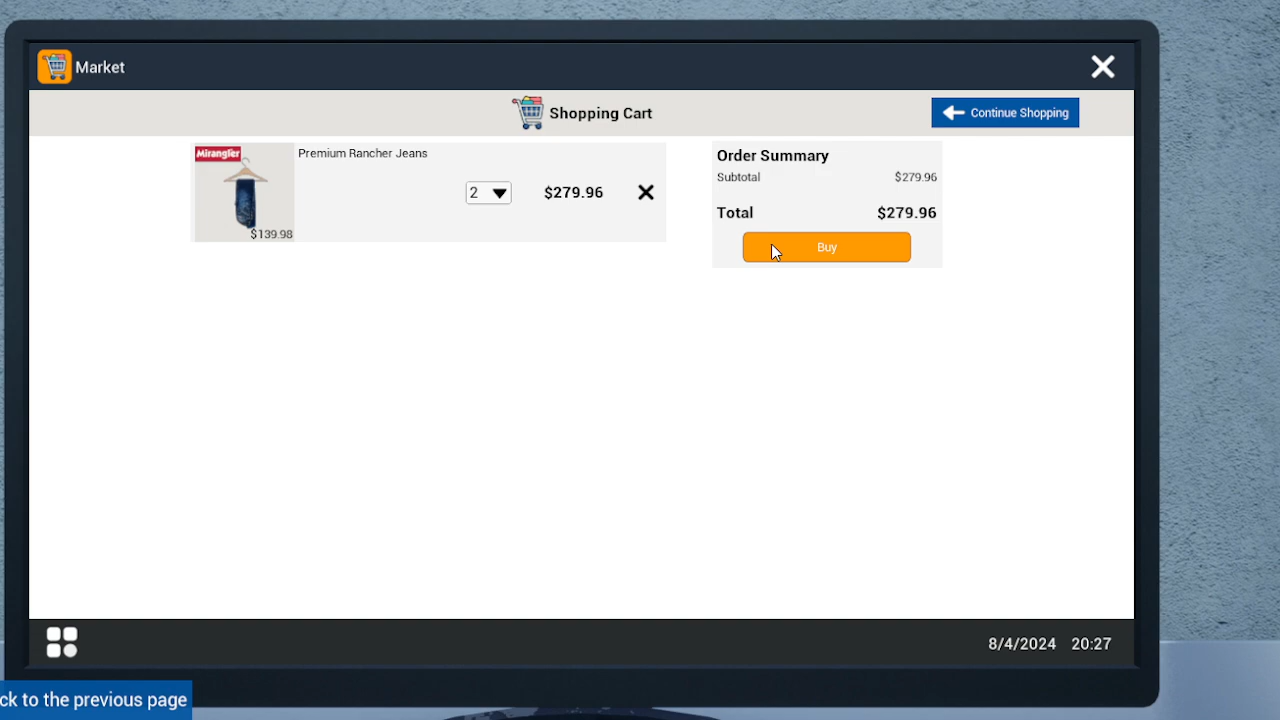 Market
Shopping Cart
Continue Shopping
Mirangler
Premium Rancher Jeans
$139.98
2
$279.96
Order Summary
Subtotal $279.96
Total $279.96
Buy
8/4/2024 20:27
ck to the previous page